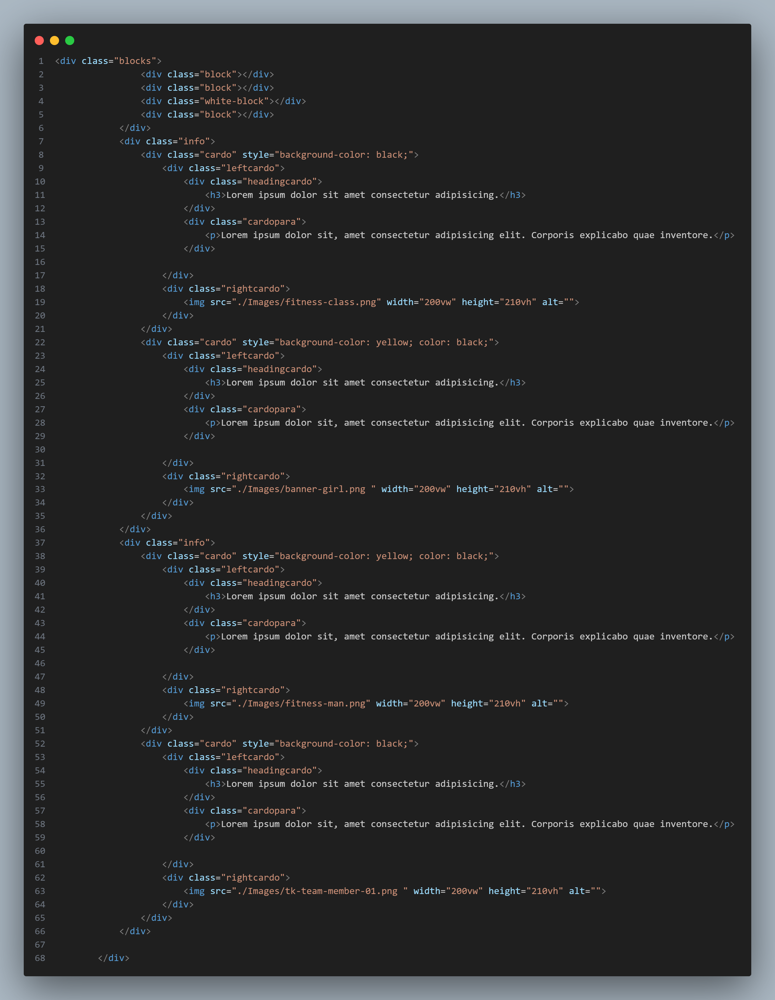 1 <div class="blocks">
2 <div class="block"></div>
3 <div class="block"></div>
4 <div class="white-block"></div>
5 <div class="block"></div>
6 </div>
7 <div class="info">
8 <div class="cardo" style="background-color: black;">
9 <div class="leftcardo">
10 <div class="headingcardo">
11 <h3>Lorem ipsum dolor sit amet consectetur adipisicing.</h3>
12 </div>
13 <div class="cardopara">
14 <p>Lorem ipsum dolor sit, amet consectetur adipisicing elit. Corporis explicabo quae inventore.</p>
15 </div>
16
17 </div>
18 <div class="rightcardo">
19 <img src="./Images/fitness-class.png" width="200vw" height="210vh" alt="">
20 </div>
21 </div>
22 <div class="cardo" style="background-color: yellow; color: black;">
23 <div class="leftcardo">
24 <div class="headingcardo">
25 <h3>Lorem ipsum dolor sit amet consectetur adipisicing.</h3>
26 </div>
27 <div class="cardopara">
28 <p>Lorem ipsum dolor sit, amet consectetur adipisicing elit. Corporis explicabo quae inventore.</p>
29 </div>
30
31 </div>
32 <div class="rightcardo">
33 <img src="./Images/banner-girl.png " width="200vw" height="210vh" alt="">
34 </div>
35 </div>
36 </div>
37 <div class="info">
38 <div class="cardo" style="background-color: yellow; color: black;">
39 <div class="leftcardo">
40 <div class="headingcardo">
41 <h3>Lorem ipsum dolor sit amet consectetur adipisicing.</h3>
42 </div>
43 <div class="cardopara">
44 <p>Lorem ipsum dolor sit, amet consectetur adipisicing elit. Corporis explicabo quae inventore.</p>
45 </div>
46
47 </div>
48 <div class="rightcardo">
49 <img src="./Images/fitness-man.png" width="200vw" height="210vh" alt="">
50 </div>
51 </div>
52 <div class="cardo" style="background-color: black;">
53 <div class="leftcardo">
54 <div class="headingcardo">
55 <h3>Lorem ipsum dolor sit amet consectetur adipisicing.</h3>
56 </div>
57 <div class="cardopara">
58 <p>Lorem ipsum dolor sit, amet consectetur adipisicing elit. Corporis explicabo quae inventore.</p>
59 </div>
60
61 </div>
62 <div class="rightcardo">
63 <img src="./Images/tk-team-member-01.png " width="200vw" height="210vh" alt="">
64 </div>
65 </div>
66 </div>
67
68 </div>